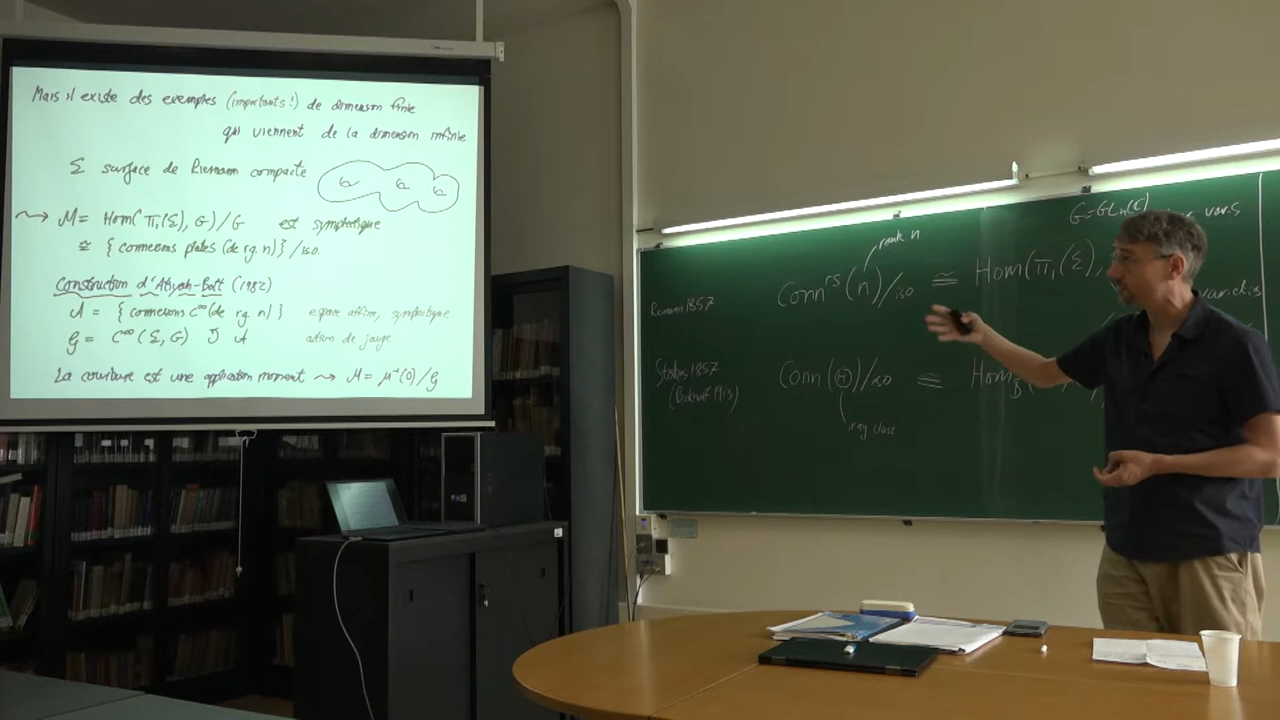 Mais il existe des exemples (importants!) de dimension finie
qui viennent de la dimension infinie
Σ surface de Riemann compacte
⇝ M = Hom(π₁(Σ), G)/G est symplectique
≅ {connexions plates (de rg. n)}/iso.
Construction d'Atiyah-Bott (1982)
A = {connexions C^∞ (de rg. n)} espace affine, symplectique
G = C^∞(Σ, G) ↻ A action de jauge
La courbure est une application moment ⇝ M = μ⁻¹(0)/G
G=GLn(C)
varis
rank n
Riemann 1857
Conn^rs(n)/iso ≅ Hom(π₁(Σ),
varieties
Stokes 1857
(Birkhoff 1913)
Conn(Θ)/iso ≅ Hom_S(
irreg class